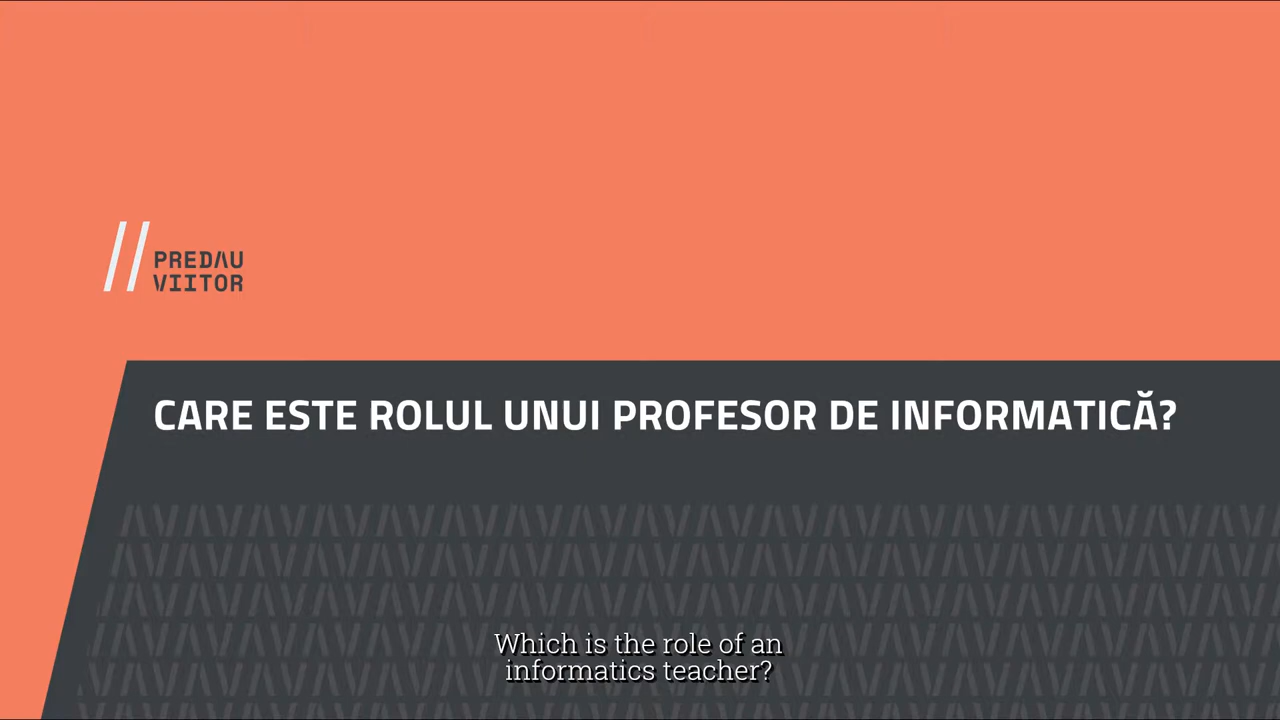 PREDAU
VIITOR
CARE ESTE ROLUL UNUI PROFESOR DE INFORMATICĂ?
Which is the role of an
informatics teacher?